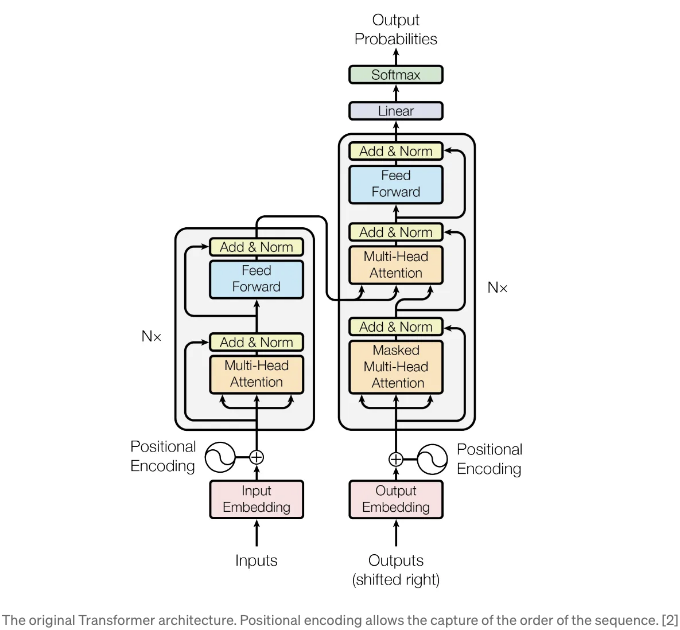 Output
Probabilities
Softmax
Linear
Add & Norm
Feed
Forward
Add & Norm
Multi-Head
Attention
Add & Norm
Masked
Multi-Head
Attention
Nx
Add & Norm
Feed
Forward
Add & Norm
Multi-Head
Attention
N×
Positional
Encoding
Positional
Encoding
Input
Embedding
Output
Embedding
Inputs
Outputs
(shifted right)
The original Transformer architecture. Positional encoding allows the capture of the order of the sequence. [2]